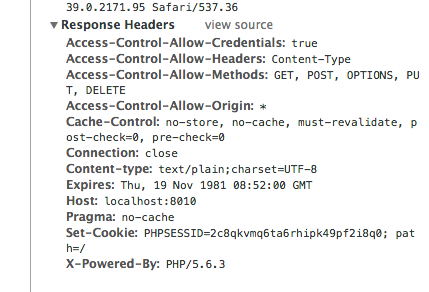 39.0.2171.95 Safari/537.36
▼ Response Headers view source
Access-Control-Allow-Credentials: true
Access-Control-Allow-Headers: Content-Type
Access-Control-Allow-Methods: GET, POST, OPTIONS, PU
T, DELETE
Access-Control-Allow-Origin: *
Cache-Control: no-store, no-cache, must-revalidate, p
ost-check=0, pre-check=0
Connection: close
Content-type: text/plain;charset=UTF-8
Expires: Thu, 19 Nov 1981 08:52:00 GMT
Host: localhost:8010
Pragma: no-cache
Set-Cookie: PHPSESSID=2c8qkvmq6ta6rhipk49pf2i8q0; pat
h=/
X-Powered-By: PHP/5.6.3